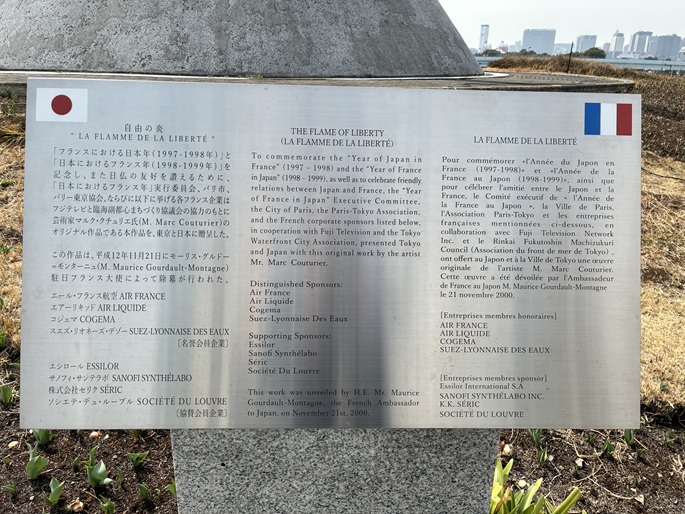 自由の炎
" LA FLAMME DE LA LIBERTÉ "
「フランスにおける日本年(1997-1998年)」と
「日本におけるフランス年(1998-1999年)」を
記念し、また日仏の友好を讃えるために、
「日本におけるフランス年」実行委員会、パリ市、
パリー東京協会、ならびに以下に挙げる各フランス企業は
フジテレビと臨海副都心まちづくり協議会の協力のもとに
芸術家マルク・クチュリエ氏(M. Marc Couturier)の
オリジナル作品である本作品を、東京と日本に贈呈した。
この作品は、平成12年11月21日にモーリス・グルドー
=モンターニュ(M. Maurice Gourdault-Montagne)
駐日フランス大使によって除幕が行われた。
エール・フランス航空 AIR FRANCE
エアーリキッド AIR LIQUIDE
コジェマ COGEMA
スエズ・リオネーズ・デゾー SUEZ-LYONNAISE DES EAUX
[名誉会員企業]
エシロール ESSILOR
サノフィ・サンテラボ SANOFI SYNTHÉLABO
株式会社セリク SÉRIC
ソシエテ・デュ・ルーブル SOCIÉTÉ DU LOUVRE
[協賛会員企業]
THE FLAME OF LIBERTY
(LA FLAMME DE LA LIBERTÉ)
To commemorate the "Year of Japan in
France" (1997 – 1998) and the "Year of France
in Japan" (1998 – 1999), as well as to celebrate friendly
relations between Japan and France, the "Year
of France in Japan" Executive Committee,
the City of Paris, the Paris-Tokyo Association,
and the French corporate sponsors listed below,
in cooperation with Fuji Television and the Tokyo
Waterfront City Association, presented Tokyo
and Japan with this original work by the artist
Mr. Marc Couturier.
Distinguished Sponsors:
Air France
Air Liquide
Cogema
Suez-Lyonnaise Des Eaux
Supporting Sponsors:
Essilor
Sanofi Synthélabo
Séric
Société Du Louvre
This work was unveiled by H.E. Mr. Maurice
Gourdault-Montagne, the French Ambassador
to Japan, on November 21st, 2000.
LA FLAMME DE LA LIBERTÉ
Pour commémorer «l'Année du Japon en
France (1997-1998)» et «l'Année de la
France au Japon (1998-1999)», ainsi que
pour célébrer l'amitié entre le Japon et la
France, le Comité exécutif de « l'Année de
la France au Japon », la Ville de Paris,
l'Association Paris-Tokyo et les entreprises
françaises mentionnées ci-dessous, en
collaboration avec Fuji Television Network
Inc. et le Rinkai Fukutoshin Machizukuri
Council (Association du front de mer de Tokyo) ,
ont offert au Japon et à la Ville de Tokyo une œuvre
originale de l'artiste M. Marc Couturier.
Cette œuvre a été dévoilée par l'Ambassadeur
de France au Japon M. Maurice Gourdault-Montagne
le 21 novembre 2000.
[Entreprises membres honoraires]
AIR FRANCE
AIR LIQUIDE
COGEMA
SUEZ-LYONNAISE DES EAUX
[Entreprises membres sponsor]
Essilor International S.A
SANOFI SYNTHÉLABO INC.
K.K. SÉRIC
SOCIÉTÉ DU LOUVRE